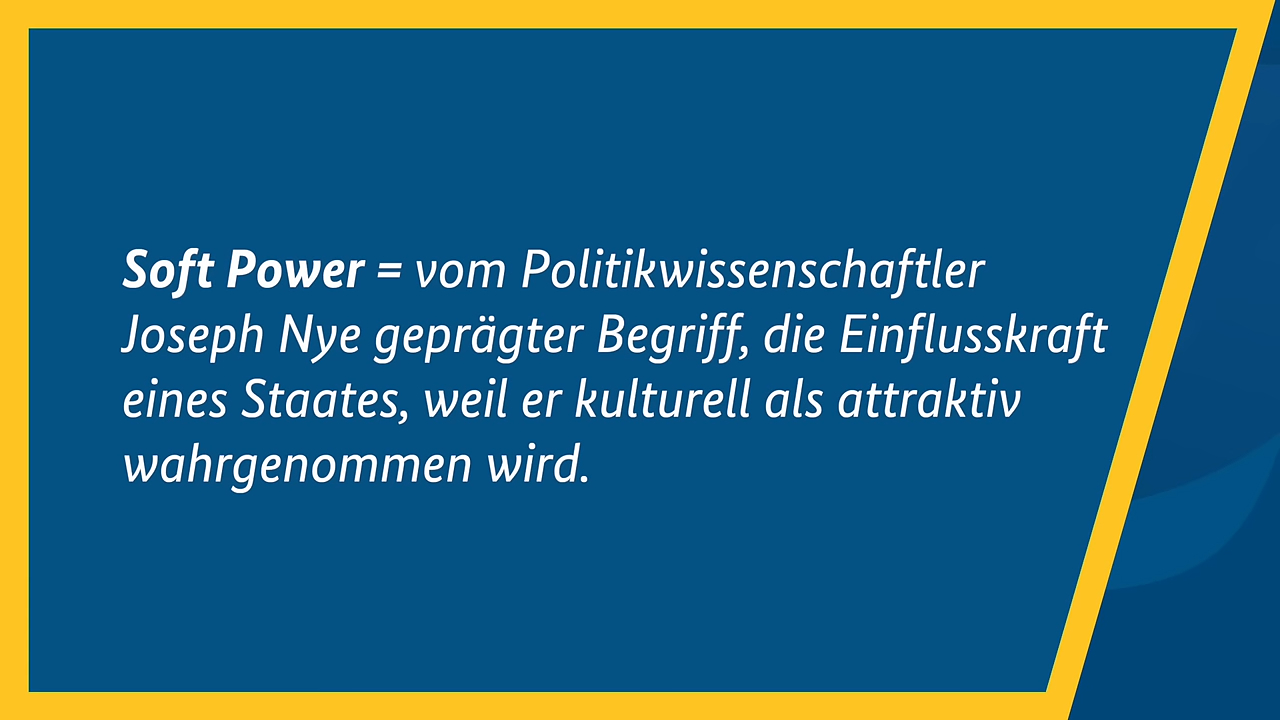 Soft Power = vom Politikwissenschaftler
Joseph Nye geprägter Begriff, die Einflusskraft
eines Staates, weil er kulturell als attraktiv
wahrgenommen wird.